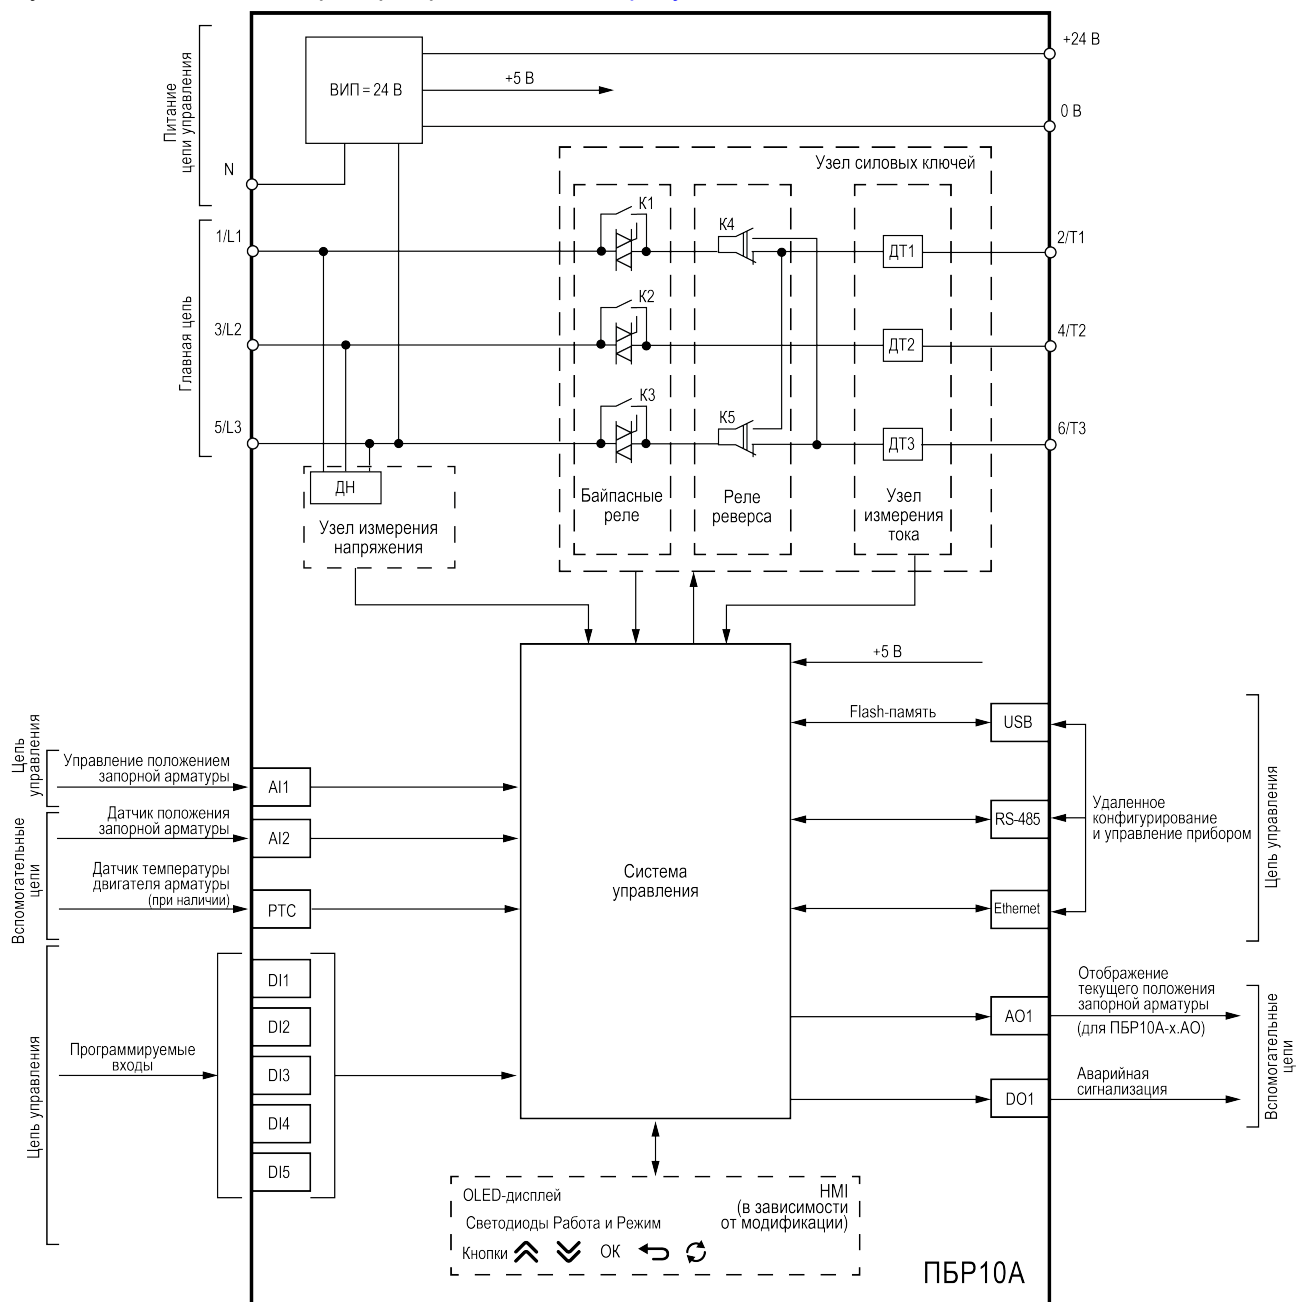 +24 В
ВИП = 24 В
+5 В
0 В
Питание
цепи управления
N
Узел силовых ключей
K1
K4
1/L1
ДТ1
2/T1
Главная цепь
K2
3/L2
ДТ2
4/T2
K3
K5
5/L3
ДТ3
6/T3
ДН
Узел измерения
напряжения
Байпасные
реле
Реле
реверса
Узел
измерения
тока
+5 В
Flash-память
USB
Цепь
управления
Управление положением
запорной арматуры
AI1
Датчик положения
запорной арматуры
AI2
Вспомогательные
цепи
Датчик температуры
двигателя арматуры
(при наличии)
PTC
Система
управления
RS-485
Удаленное
конфигурирование
и управление прибором
Цепь управления
Ethernet
DI1
DI2
Программируемые
входы
DI3
DI4
DI5
Цепь управления
Отображение
текущего положения
запорной арматуры
(для ПБР10А-х.АО)
AO1
Аварийная
сигнализация
DO1
Вспомогательные
цепи
OLED-дисплей
HMI
(в зависимости
от модификации)
Светодиоды Работа и Режим
Кнопки
ОК
ПБР10А